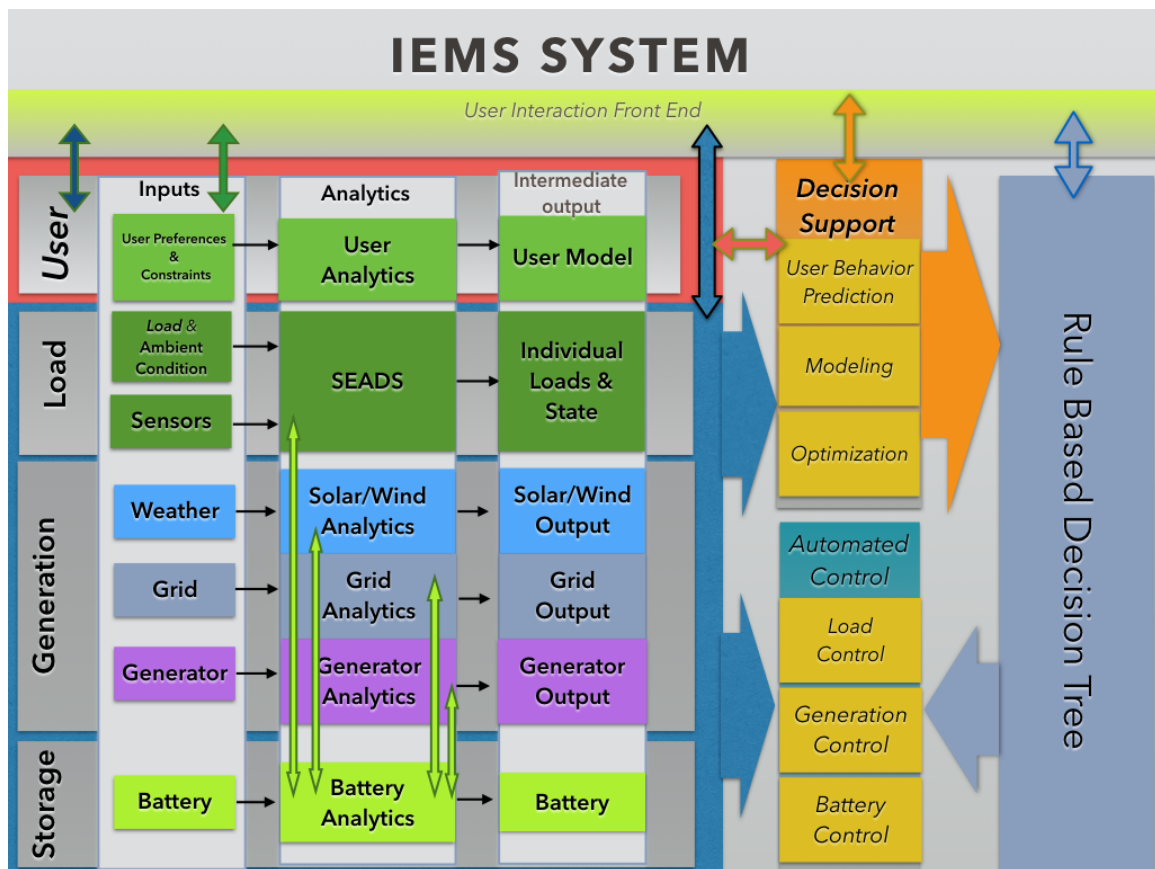 IEMS SYSTEM
User Interaction Front End
User
Inputs
Analytics
Intermediate
output
User Preferences
&
Constraints
User
Analytics
User Model
Load
Load &
Ambient
Condition
Sensors
SEADS
Individual
Loads &
State
Generation
Weather
Solar/Wind
Analytics
Solar/Wind
Output
Grid
Grid
Analytics
Grid
Output
Generator
Generator
Analytics
Generator
Output
Storage
Battery
Battery
Analytics
Battery
Decision
Support
User Behavior
Prediction
Modeling
Optimization
Automated
Control
Load
Control
Generation
Control
Battery
Control
Rule Based Decision Tree